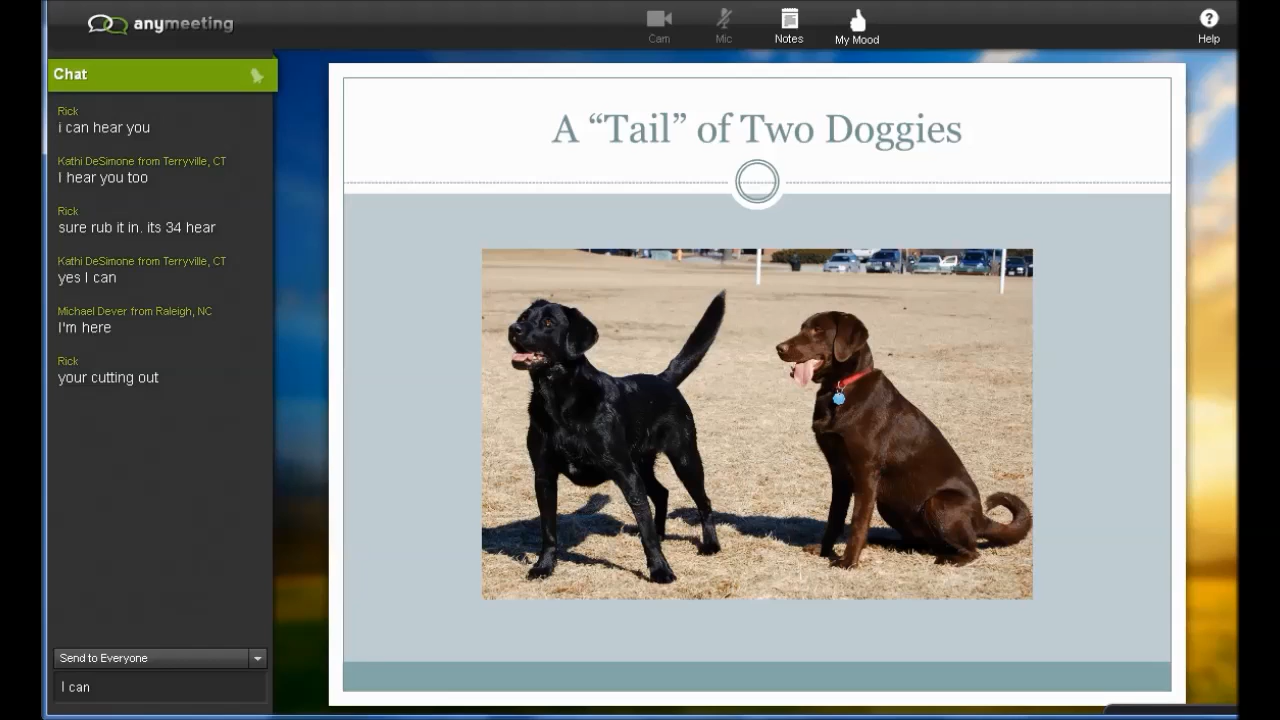 anymeeting
Cam
Mic
Notes
My Mood
Help
Chat
Rick
i can hear you
Kathi DeSimone from Terryville, CT
I hear you too
Rick
sure rub it in. its 34 hear
Kathi DeSimone from Terryville, CT
yes I can
Michael Dever from Raleigh, NC
I'm here
Rick
your cutting out
Send to Everyone
I can
A “Tail” of Two Doggies